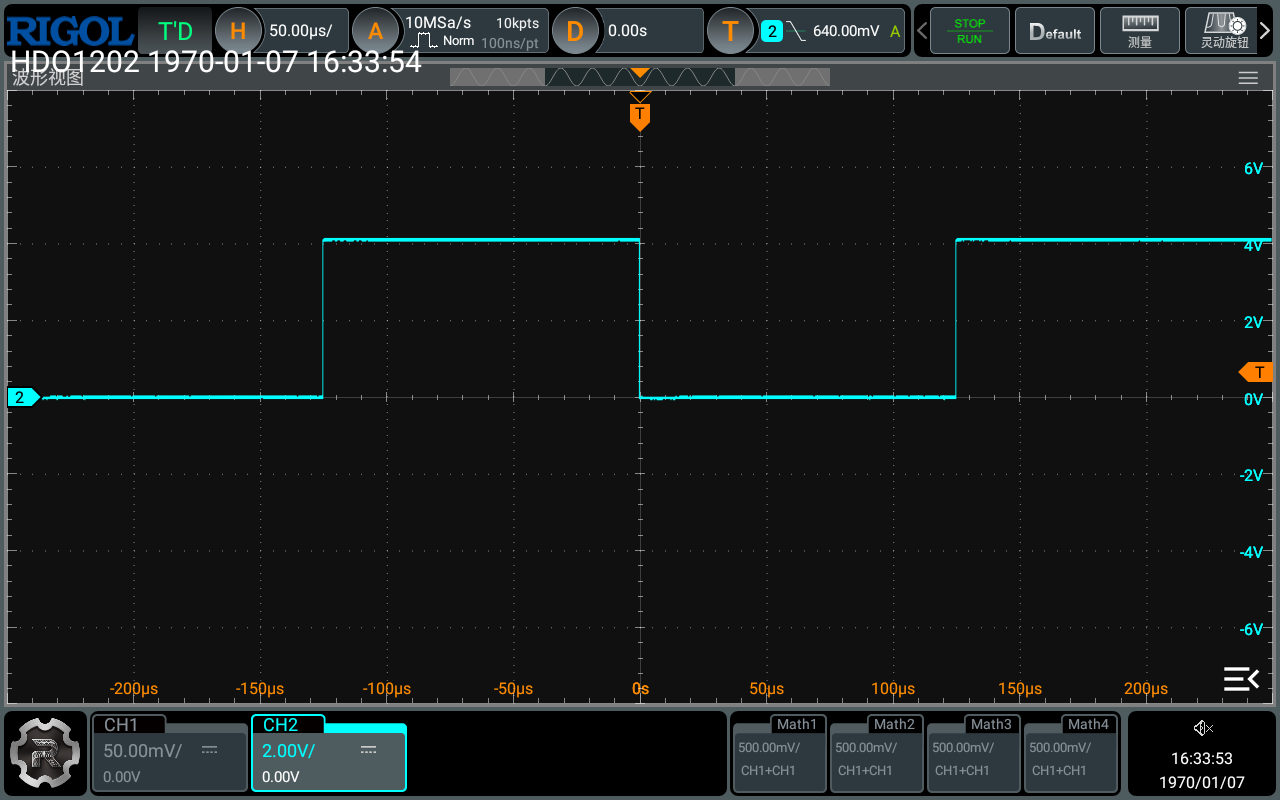 RIGOL T'D H 50.00μs/ A 10MSa/s 10kpts Norm 100ns/pt D 0.00s T 2 640.00mV A STOP RUN Default 测量 灵动旋钮
HDO1202 1970-01-07 16:33:54
波形视图
T
6V
4V
2V
T
2
0V
-2V
-4V
-6V
-200μs -150μs -100μs -50μs 0s 50μs 100μs 150μs 200μs
CH1 CH2 Math1 Math2 Math3 Math4
50.00mV/ 2.00V/ 500.00mV/ 500.00mV/ 500.00mV/ 500.00mV/
0.00V 0.00V CH1+CH1 CH1+CH1 CH1+CH1 CH1+CH1
R
16:33:53
1970/01/07